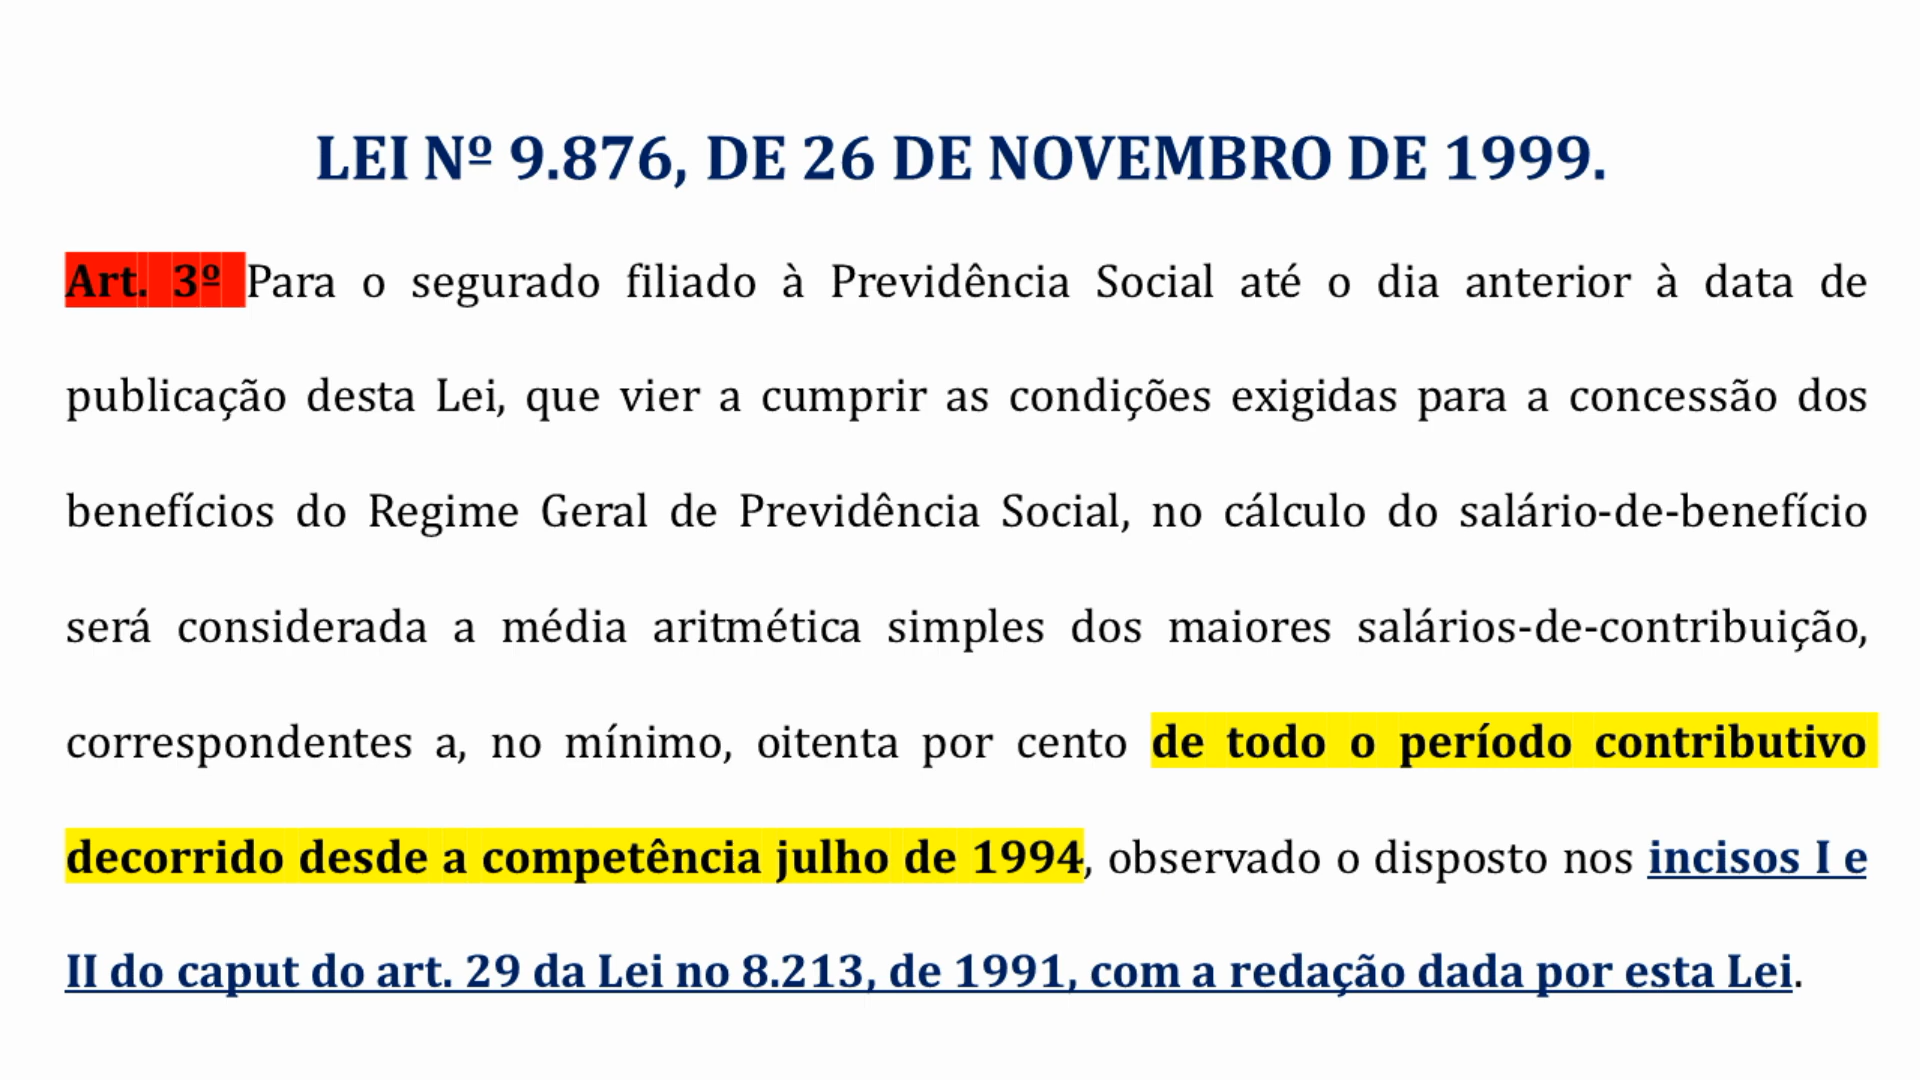 LEI Nº 9.876, DE 26 DE NOVEMBRO DE 1999.
Art. 3º Para o segurado filiado à Previdência Social até o dia anterior à data de
publicação desta Lei, que vier a cumprir as condições exigidas para a concessão dos
benefícios do Regime Geral de Previdência Social, no cálculo do salário-de-benefício
será considerada a média aritmética simples dos maiores salários-de-contribuição,
correspondentes a, no mínimo, oitenta por cento de todo o período contributivo
decorrido desde a competência julho de 1994, observado o disposto nos incisos I e
II do caput do art. 29 da Lei no 8.213, de 1991, com a redação dada por esta Lei.